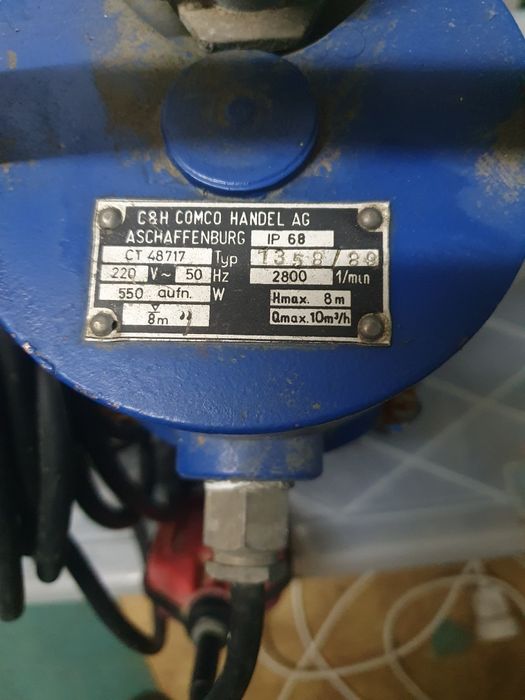 C&H COMCO HANDEL AG
ASCHAFFENBURG IP 68
CT 48717 Typ 1358/89
220 V~ 50 Hz 2800 1/min
550 aufn. W Hmax. 8m
8m Qmax. 10m³/h